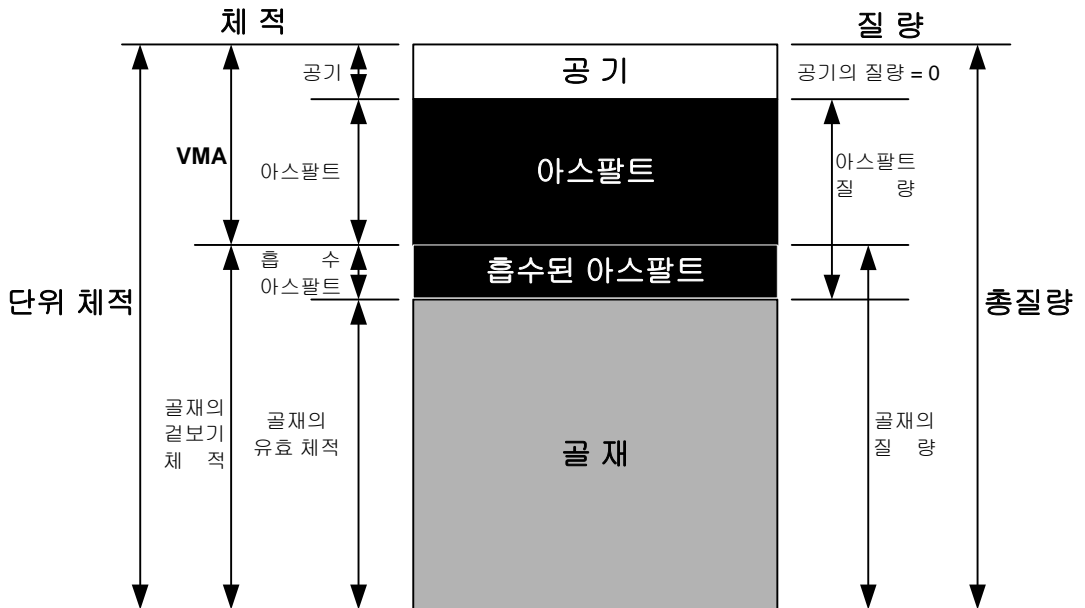 체 적
질 량
공기
공 기
공기의 질량 = 0
VMA
아스팔트
아스팔트
아스팔트
질 량
흡 수
아스팔트
흡수된 아스팔트
단위 체적
총질량
골재의
겉보기
체 적
골재의
유효 체적
골 재
골재의
질 량